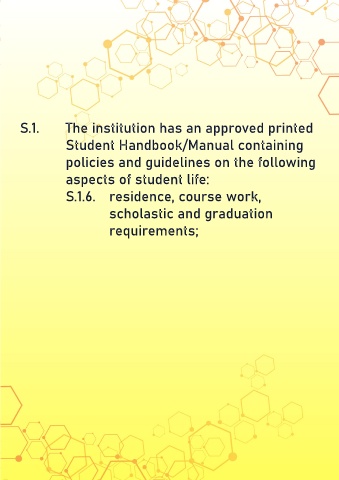 S.1. The institution has an approved printed
Student Handbook/Manual containing
policies and guidelines on the following
aspects of student life:
S.1.6. residence, course work,
scholastic and graduation
requirements;